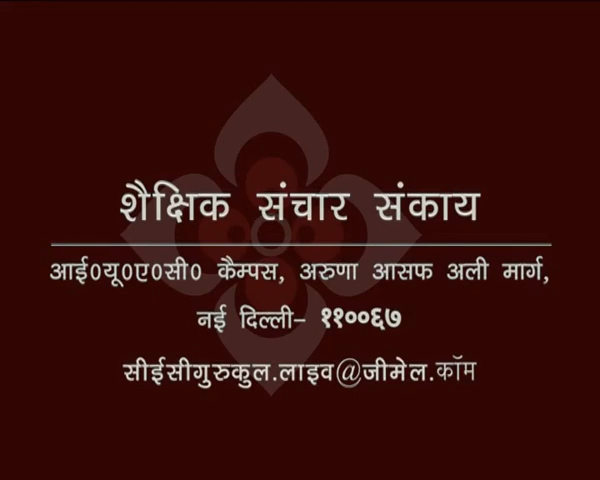 शैक्षिक संचार संकाय
आई०यू०ए०सी० कैम्पस, अरुणा आसफ अली मार्ग,
नई दिल्ली- ११००६७
सीईसीगुरुकुल.लाइव@जीमेल.कॉम